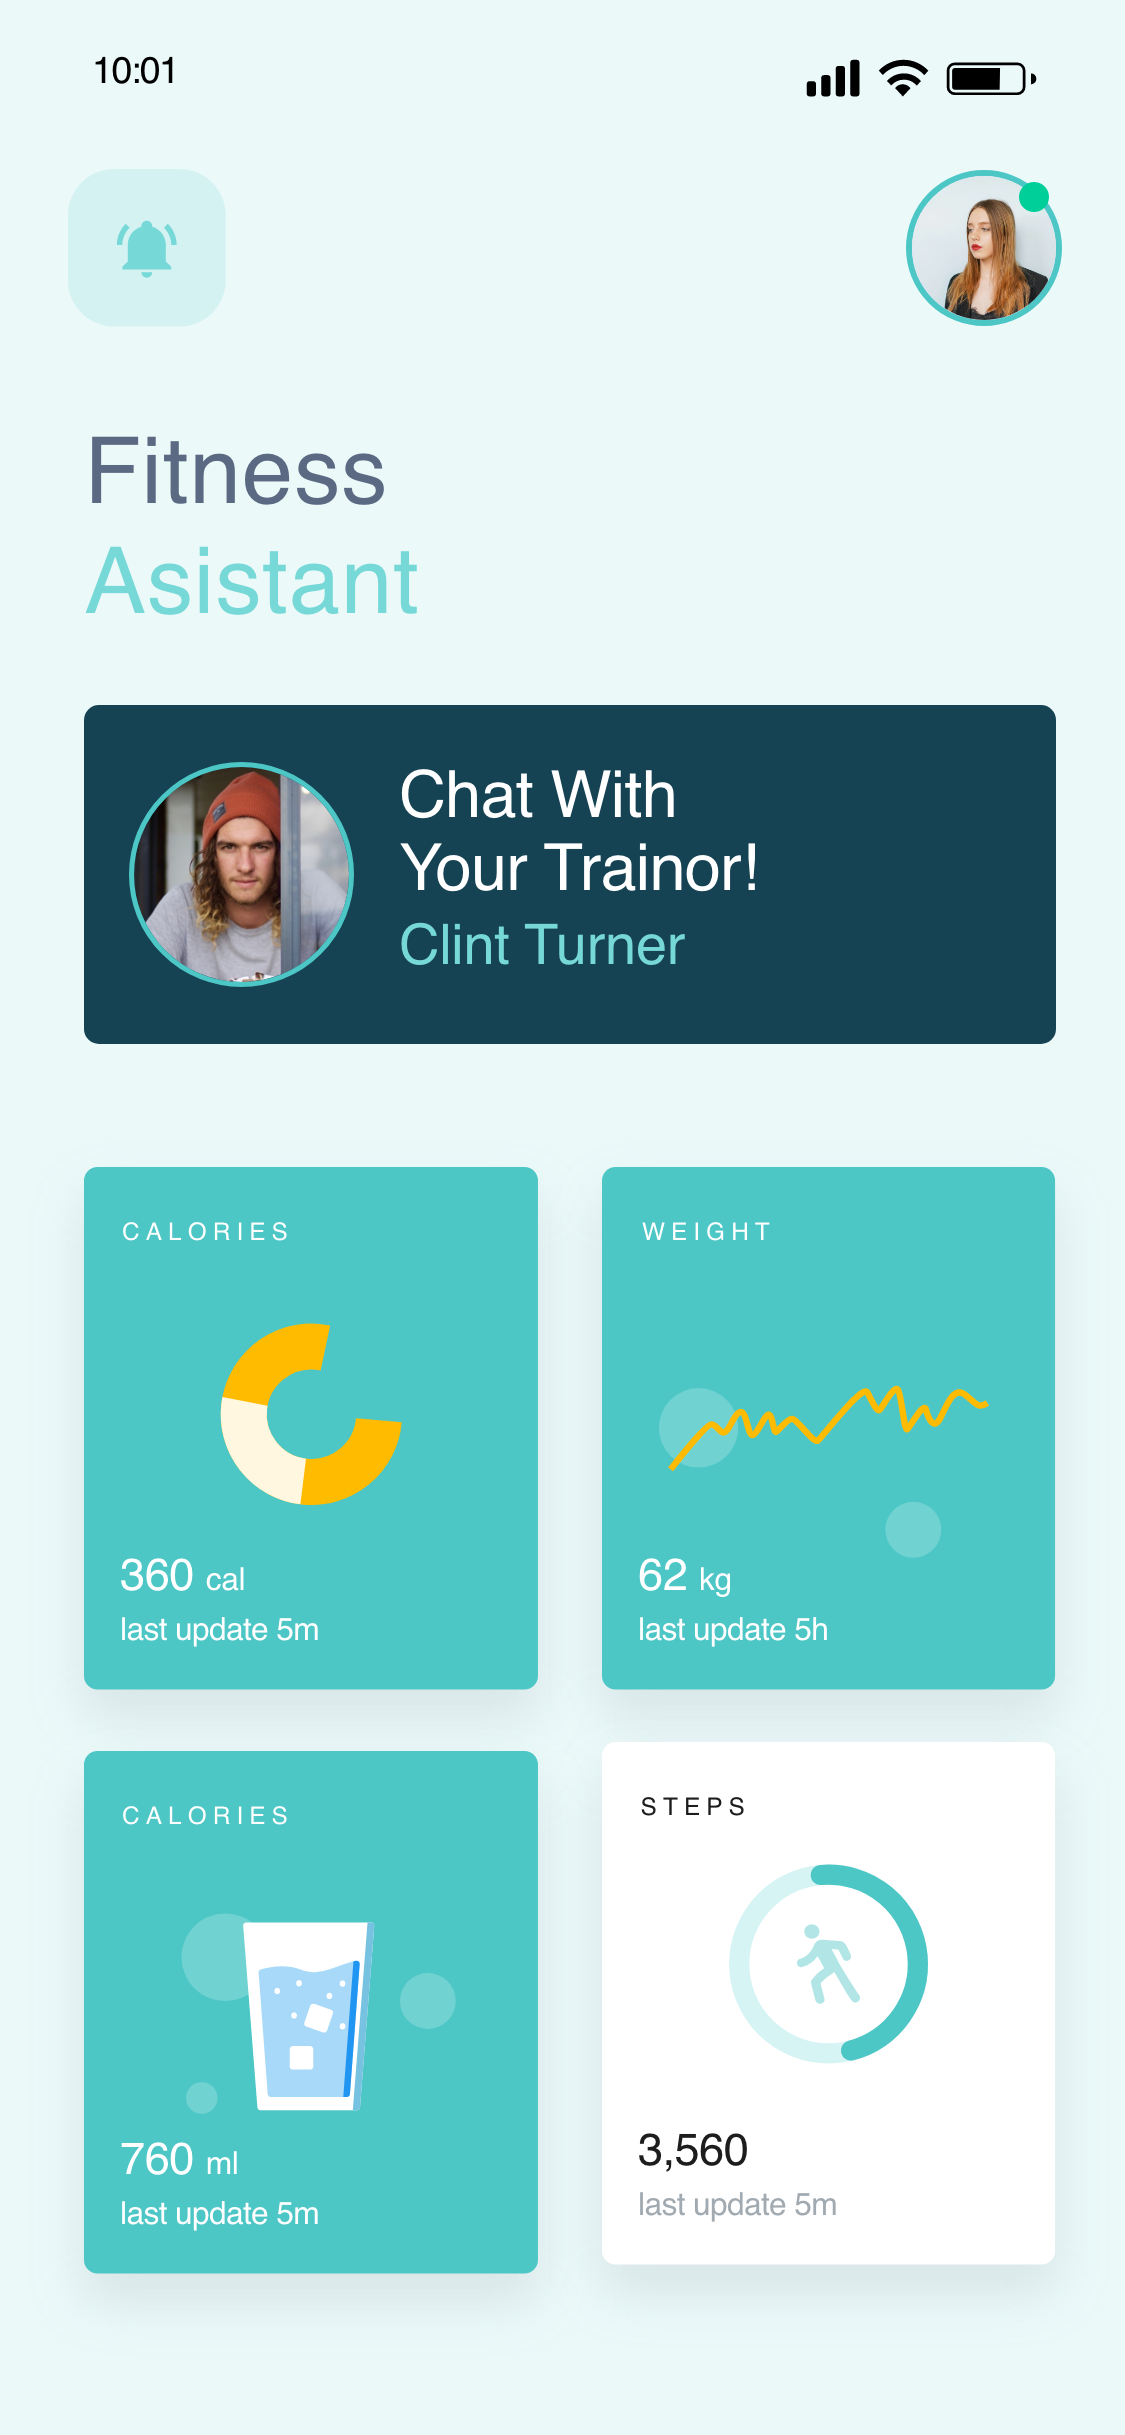 10:01
Fitness
Asistant
Chat With
Your Trainor!
Clint Turner
CALORIES
360 cal
last update 5m
WEIGHT
62 kg
last update 5h
CALORIES
760 ml
last update 5m
STEPS
3,560
last update 5m